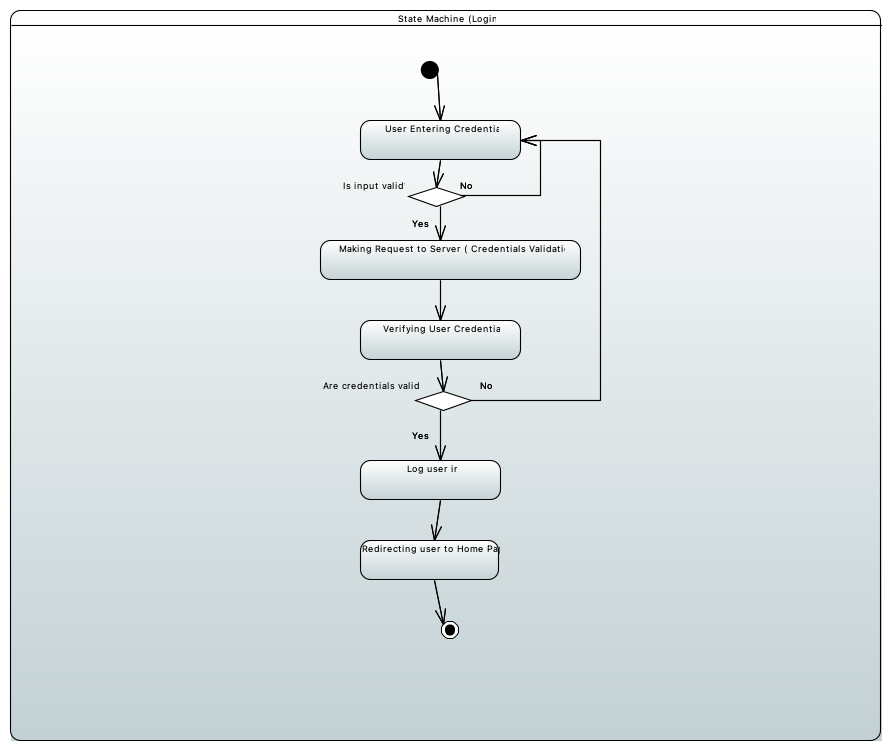 State Machine (Login
User Entering Credentia
Is input valid
No
Yes
Making Request to Server ( Credentials Validati
Verifying User Credentia
Are credentials valid
No
Yes
Log user in
Redirecting user to Home Pa